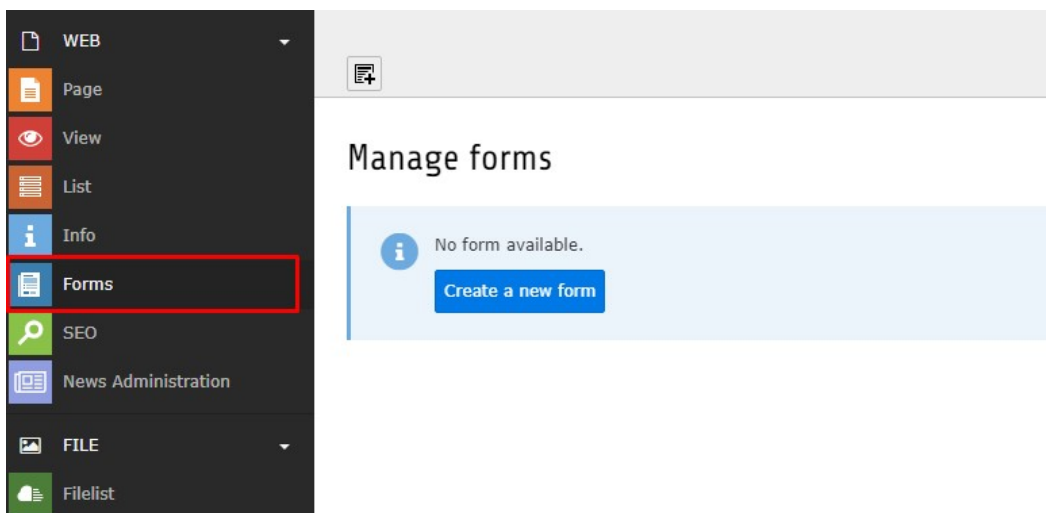 WEB
Page
View
List
Info
Forms
SEO
News Administration
FILE
Filelist
Manage forms
No form available.
Create a new form